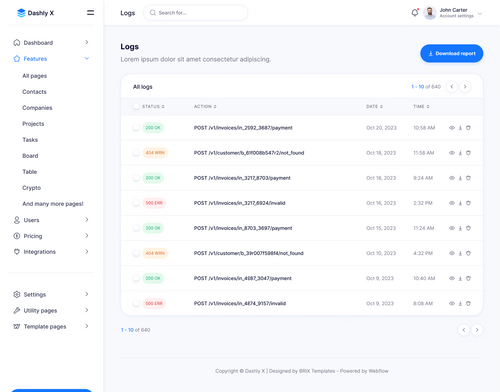 Dashly X
Logs
Search for...
John Carter
Account settings
Dashboard
Features
All pages
Contacts
Companies
Projects
Tasks
Board
Table
Crypto
And many more pages!
Users
Pricing
Integrations
Settings
Utility pages
Template pages
Logs
Lorem ipsum dolor sit amet consectetur adipiscing.
Download report
All logs
1 - 10 of 640
STATUS ACTION DATE TIME
200 OK POST /v1/invoices/in_2992_3687/payment Oct 20, 2023 10:58 AM
404 WRN POST /v1/customer/b_61f008b547r2/not_found Oct 18, 2023 11:58 AM
200 OK POST /v1/invoices/in_3217_8703/payment Oct 16, 2023 9:24 AM
500 ERR POST /v1/invoices/in_3217_6924/invalid Oct 16, 2023 2:32 PM
200 OK POST /v1/invoices/in_8703_3697/payment Oct 15, 2023 11:24 AM
404 WRN POST /v1/customer/b_39r007f598f4/not_found Oct 10, 2023 4:32 PM
200 OK POST /v1/invoices/in_4687_3047/payment Oct 9, 2023 10:40 AM
500 ERR POST /v1/invoices/in_4874_9157/invalid Oct 9, 2023 8:08 AM
1 - 10 of 640
Copyright © Dashly X | Designed by BRIX Templates - Powered by Webflow